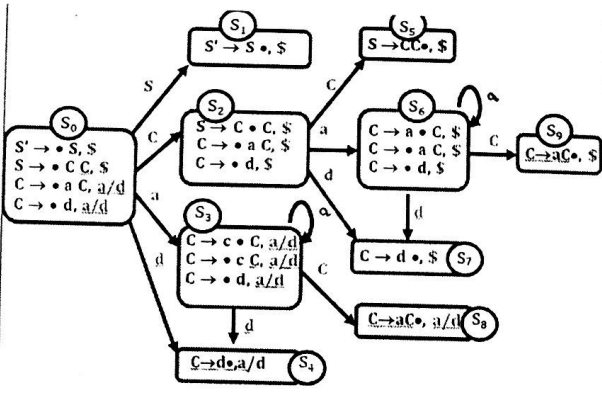 S₁
S' → S •, $
S₅
S → CC•, $
S
C
S₀
S' → • S, $
S → • C C, $
C → • a C, a/d
C → • d, a/d
C
S₂
S → C • C, $
C → • a C, $
C → • d, $
a
S₆
C → a • C, $
C → • a C, $
C → • d, $
a
C
S₉
C→aC•, $
a
d
d
S₃
C → c • C, a/d
C → • c C, a/d
C → • d, a/d
a
C → d •, $
S₇
d
C
C→aC•, a/d
S₈
d
C→d•,a/d
S₄